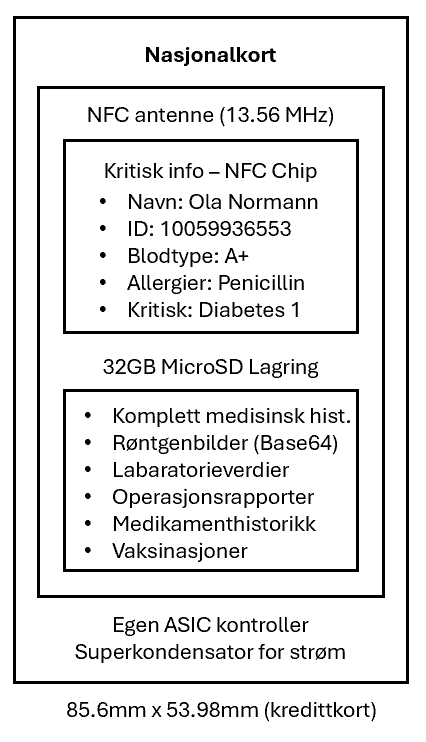 Nasjonalkort
NFC antenne (13.56 MHz)
Kritisk info – NFC Chip
• Navn: Ola Normann
• ID: 10059936553
• Blodtype: A+
• Allergier: Penicillin
• Kritisk: Diabetes 1
32GB MicroSD Lagring
• Komplett medisinsk hist.
• Røntgenbilder (Base64)
• Labaratorieverdier
• Operasjonsrapporter
• Medikamenthistorikk
• Vaksinasjoner
Egen ASIC kontroller
Superkondensator for strøm
85.6mm x 53.98mm (kredittkort)